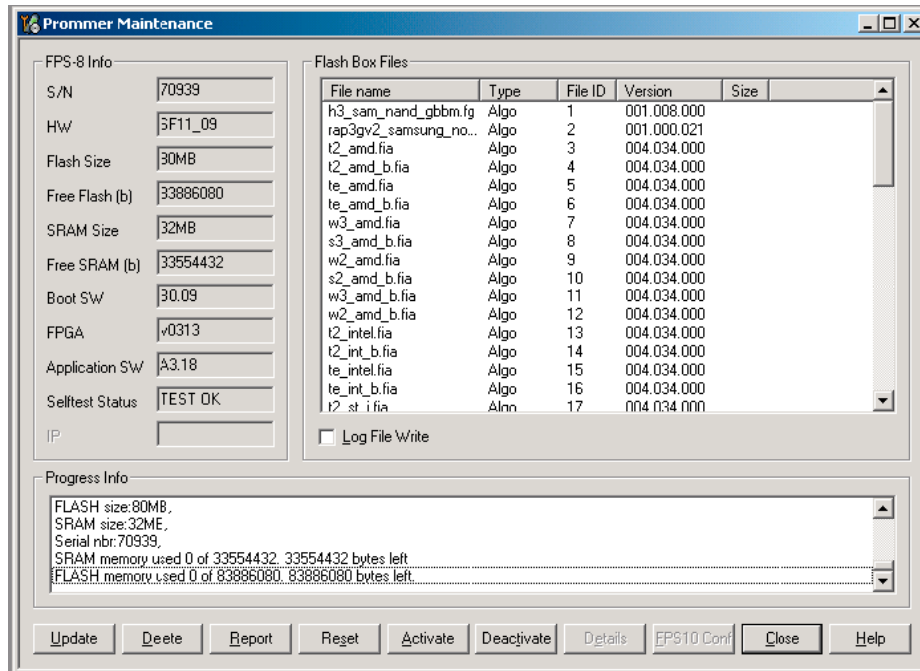 Prommer Maintenance
FPS-8 Info
S/N 70939
HW SF11_09
Flash Size 80MB
Free Flash (b) 83886080
SRAM Size 32MB
Free SRAM (b) 33554432
Boot SW B0.09
FPGA v0313
Application SW A3.18
Selftest Status TEST OK
IP
Flash Box Files
File name Type File ID Version Size
h3_sam_nand_gbbm.fg Algo 1 001.008.000
rap3gv2_samsung_no... Algo 2 001.000.021
t2_amd.fia Algo 3 004.034.000
t2_amd_b.fia Algo 4 004.034.000
te_amd.fia Algo 5 004.034.000
te_amd_b.fia Algo 6 004.034.000
w3_amd.fia Algo 7 004.034.000
s3_amd_b.fia Algo 8 004.034.000
w2_amd.fia Algo 9 004.034.000
s2_amd_b.fia Algo 10 004.034.000
w3_amd_b.fia Algo 11 004.034.000
w2_amd_b.fia Algo 12 004.034.000
t2_intel.fia Algo 13 004.034.000
t2_int_b.fia Algo 14 004.034.000
te_intel.fia Algo 15 004.034.000
te_int_b.fia Algo 16 004.034.000
t2_st_i.fia Algo 17 004.034.000
Log File Write
Progress Info
FLASH size:80MB,
SRAM size:32ME,
Serial nbr:70939,
SRAM memory used 0 of 33554432. 33554432 bytes left
FLASH memory used 0 of 83886080. 83886080 bytes left.
Update Deete Report Reset Activate Deactivate Details FPS10 Conf Close Help